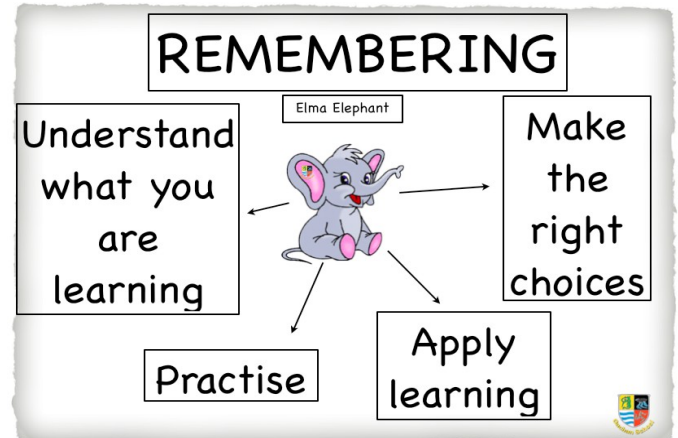 REMEMBERING
Elma Elephant
Understand
what you
are
learning
Make
the
right
choices
Practise
Apply
learning